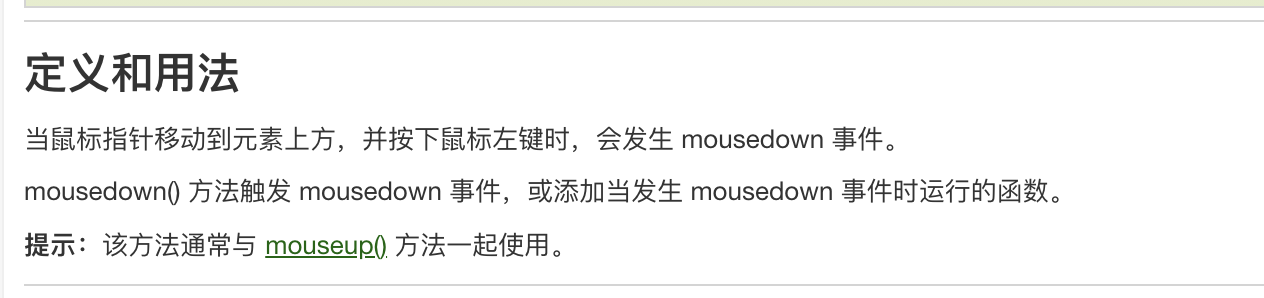 定义和用法
当鼠标指针移动到元素上方，并按下鼠标左键时，会发生 mousedown 事件。
mousedown() 方法触发 mousedown 事件，或添加当发生 mousedown 事件时运行的函数。
提示：该方法通常与 mouseup() 方法一起使用。